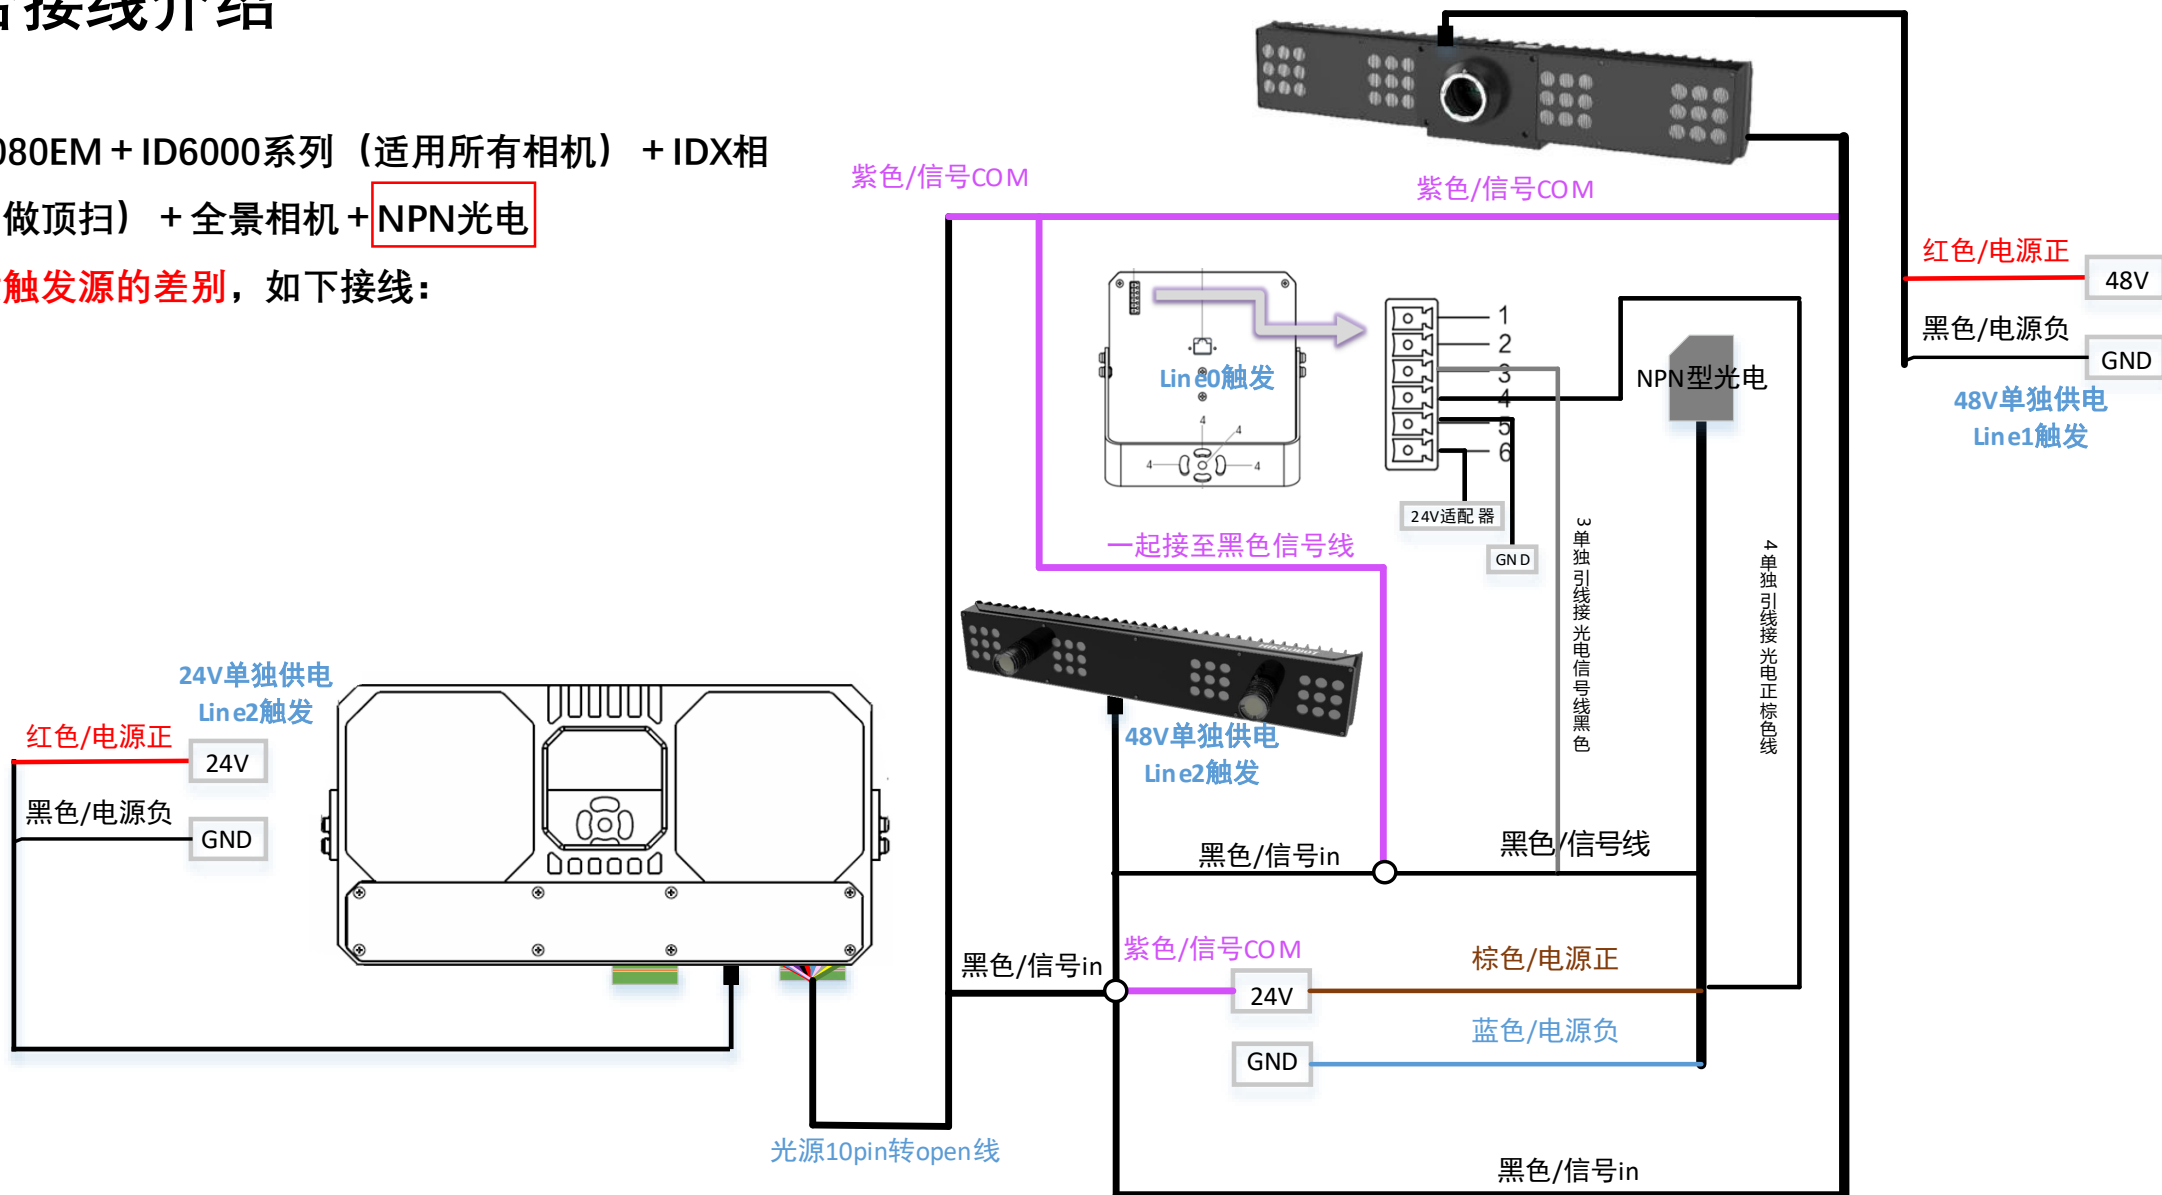 接线介绍
080EM＋ID6000系列（适用所有相机）＋IDX相
做顶扫）＋全景相机＋NPN光电
触发源的差别，如下接线：
紫色/信号COM
紫色/信号COM
红色/电源正
48V
黑色/电源负
GND
48V单独供电
Line1触发
Line0触发
1
2
3
4
5
6
NPN型光电
4
4
4
4
24V适配器
GND
3单独引线接光电信号线黑色
4单独引线接光电正棕色线
一起接至黑色信号线
HIKROBOT
48V单独供电
Line2触发
24V单独供电
Line2触发
红色/电源正
24V
黑色/电源负
GND
黑色/信号in
黑色/信号线
黑色/信号in
紫色/信号COM
24V
棕色/电源正
GND
蓝色/电源负
光源10pin转open线
黑色/信号in